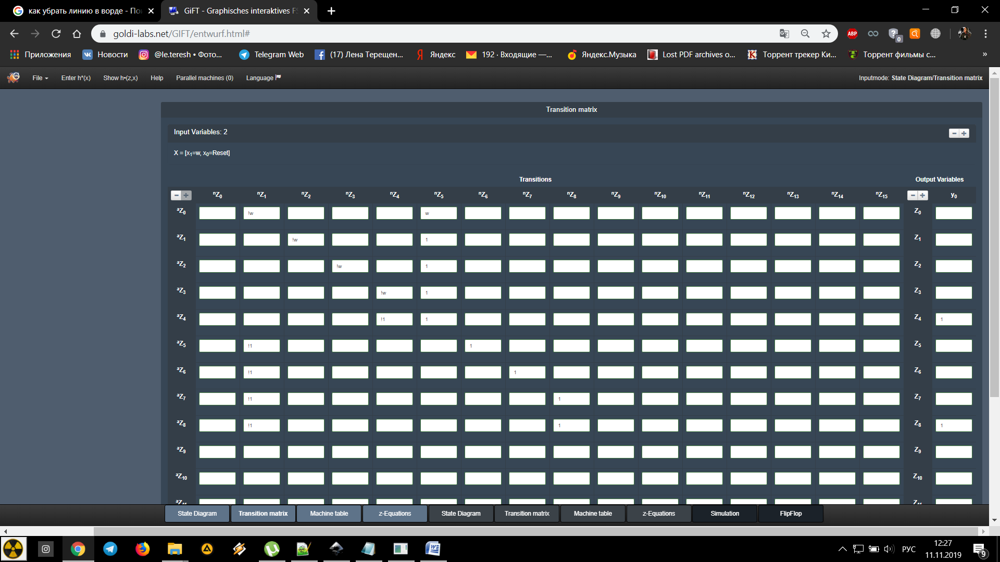 как убрать линию в ворде - Пои
GiFT - Graphisches interaktives FS
goldi-labs.net/GIFT/entwurf.html#
ABP
0
Приложения
Новости
@le.teresh • Фото...
Telegram Web
(17) Лена Терещен...
Яндекс
192 · Входящие —...
Яндекс.Музыка
Lost PDF archives o...
Торрент трекер Ки...
Торрент фильмы с...
»
File
Enter h*(x)
Show h•(z,x)
Help
Parallel machines (0)
Language
Inputmode: State Diagram/Transition matrix
Transition matrix
Input Variables: 2
- +
X = [x1=w, x0=Reset]
Transitions
Output Variables
- + nZ0 nZ1 nZ2 nZ3 nZ4 nZ5 nZ6 nZ7 nZ8 nZ9 nZ10 nZ11 nZ12 nZ13 nZ14 nZ15 - + y0
aZ0 !w w Z0
aZ1 !w 1 Z1
aZ2 !w 1 Z2
aZ3 !w 1 Z3
aZ4 !1 1 Z4 1
aZ5 !1 1 Z5
aZ6 !1 1 Z6
aZ7 !1 1 Z7
aZ8 !1 1 Z8 1
aZ9 Z9
aZ10 Z10
aZ11 Z11
State Diagram
Transition matrix
Machine table
z-Equations
State Diagram
Transition matrix
Machine table
z-Equations
Simulation
FlipFlop
РУС
12:27
11.11.2019
9